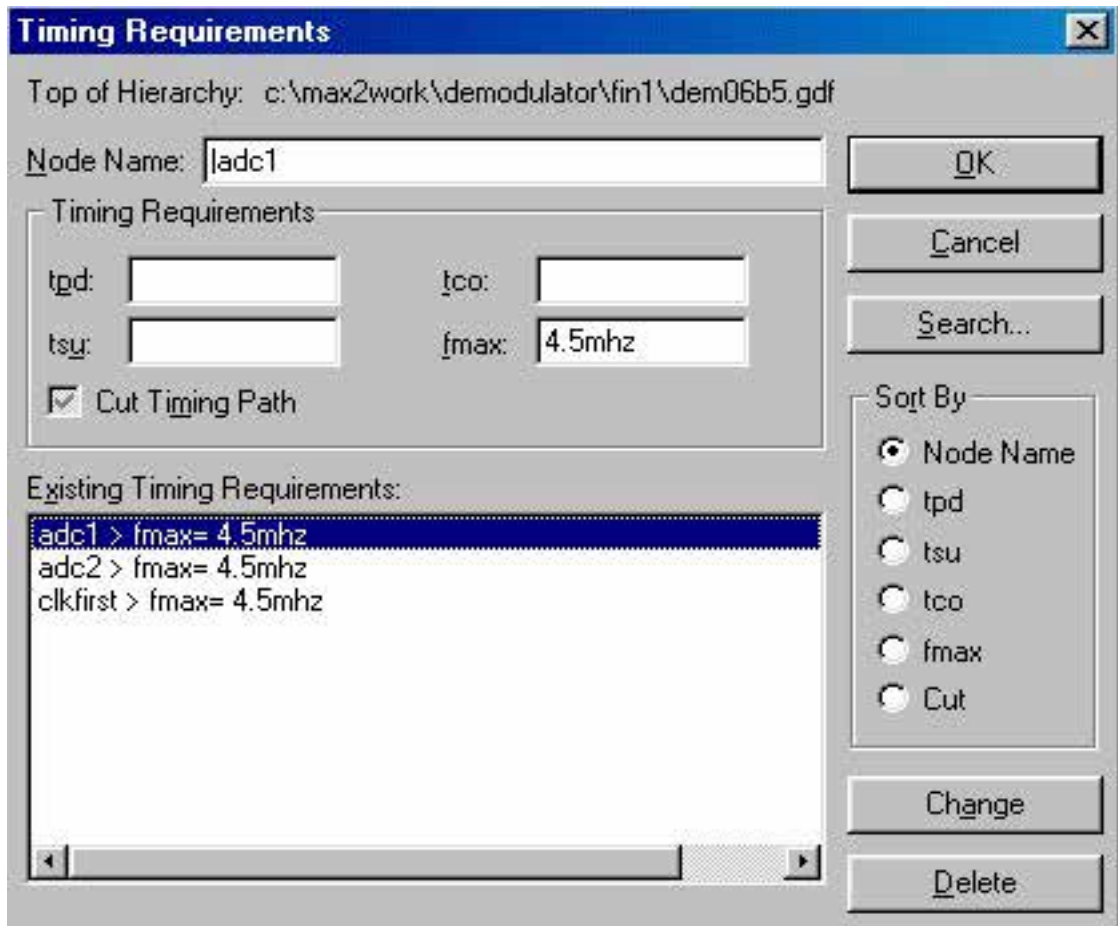 Timing Requirements
Top of Hierarchy: c:\max2work\demodulator\fin1\dem06b5.gdf
Node Name: |adc1
OK
Timing Requirements
Cancel
tpd:
tco:
Search...
tsu:
fmax: 4.5mhz
Cut Timing Path
Sort By
Node Name
tpd
tsu
tco
fmax
Cut
Existing Timing Requirements:
adc1 > fmax= 4.5mhz
adc2 > fmax= 4.5mhz
clkfirst > fmax= 4.5mhz
Change
Delete